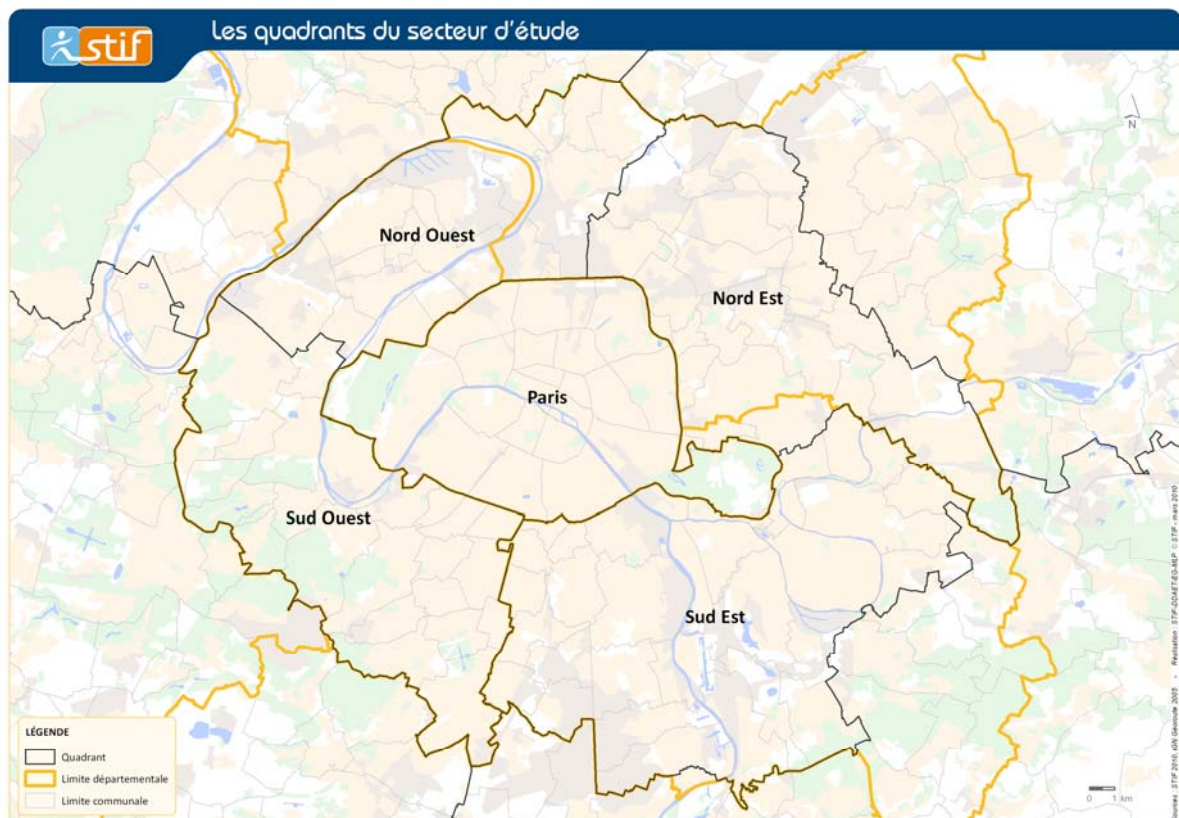 stif
Les quadrants du secteur d'étude
N
Nord Ouest
Nord Est
Paris
Sud Ouest
Sud Est
LÉGENDE
Quadrant
Limite départementale
Limite communale
0 1 km